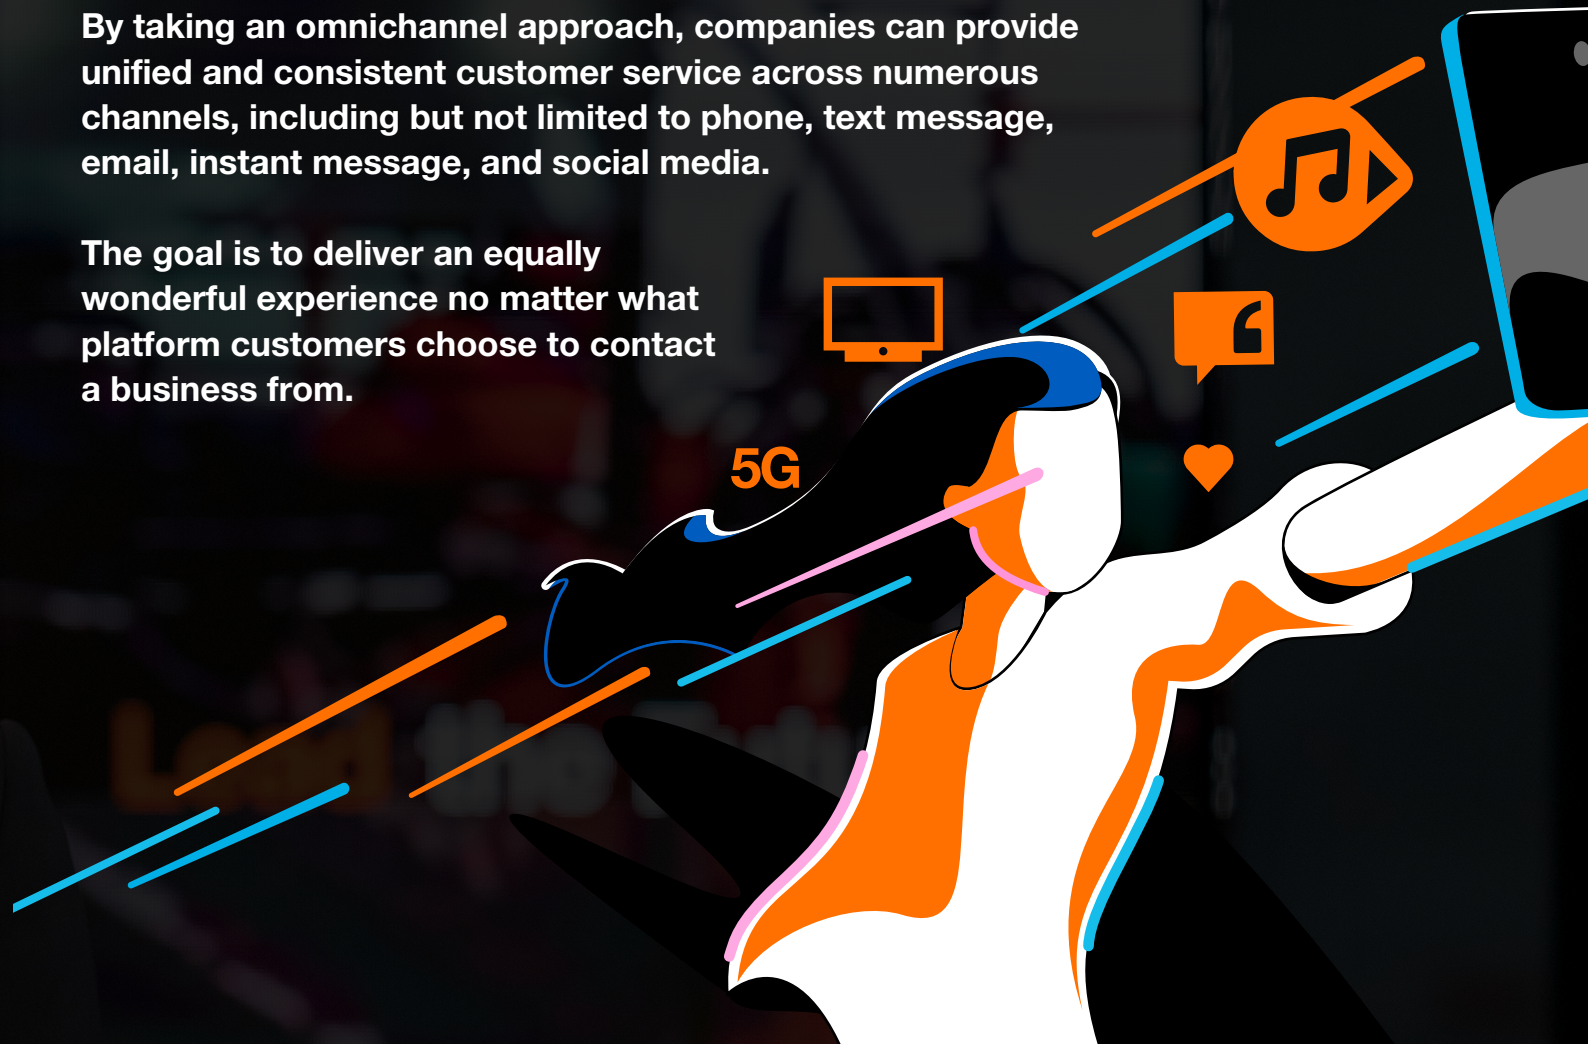 By taking an omnichannel approach, companies can provide
unified and consistent customer service across numerous
channels, including but not limited to phone, text message,
email, instant message, and social media.
The goal is to deliver an equally
wonderful experience no matter what
platform customers choose to contact
a business from.
5G
Lead the